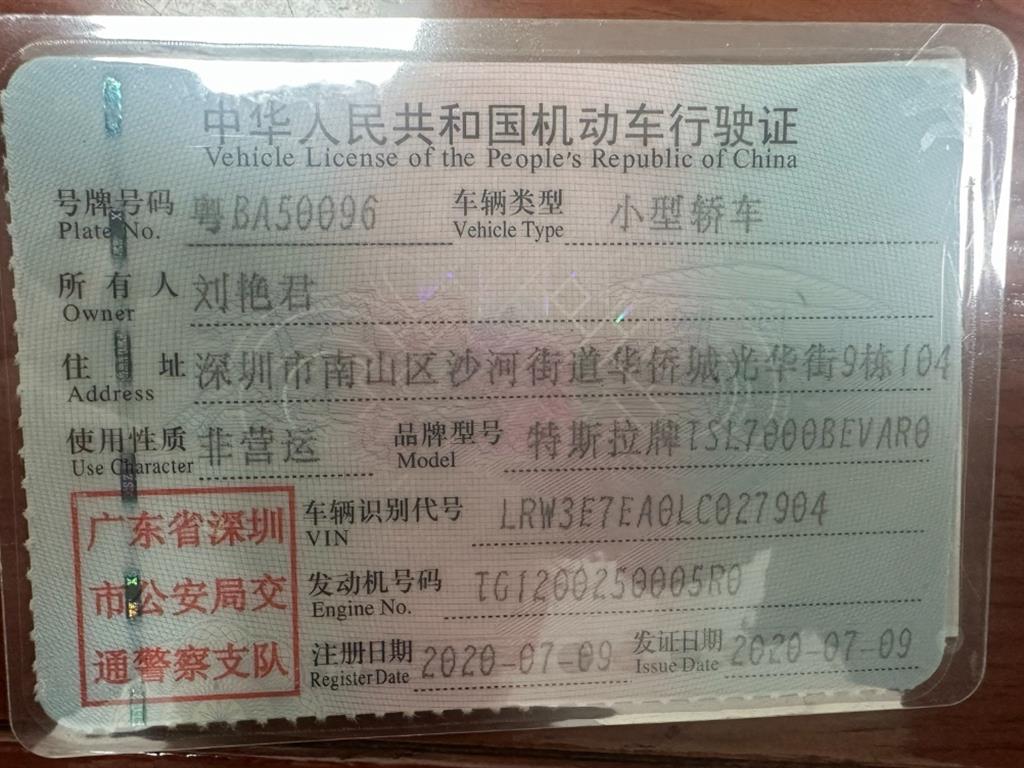 中华人民共和国机动车行驶证
Vehicle License of the People's Republic of China
号牌号码 粤BA50096 车辆类型 小型轿车
Plate No. Vehicle Type
所有人 刘艳君
Owner
住址 深圳市南山区沙河街道华侨城光华街9栋104
Address
使用性质 非营运 品牌型号 特斯拉牌TSL7000BEVAR0
Use Character Model
广东省深圳
市公安局交
通警察支队
车辆识别代号 LRW3E7EA0LC027904
VIN
发动机号码 TG1200250005R0
Engine No.
注册日期 2020-07-09 发证日期 2020-07-09
Register Date Issue Date